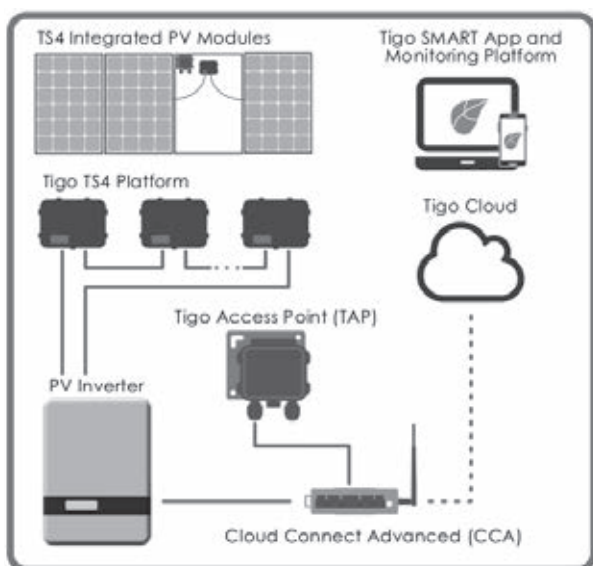 TS4 Integrated PV Modules
Tigo SMART App and
Monitoring Platform
Tigo TS4 Platform
Tigo Cloud
Tigo Access Point (TAP)
PV Inverter
Cloud Connect Advanced (CCA)